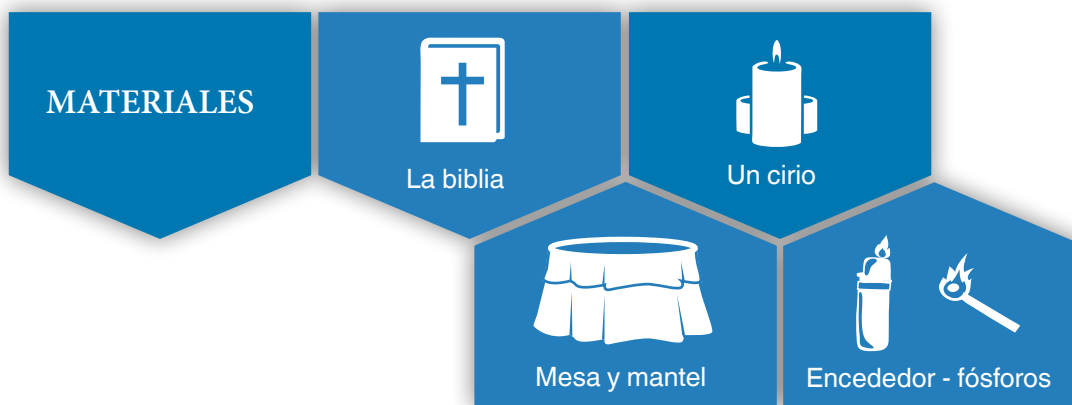 MATERIALES
La biblia
Un cirio
Mesa y mantel
Encededor - fósforos